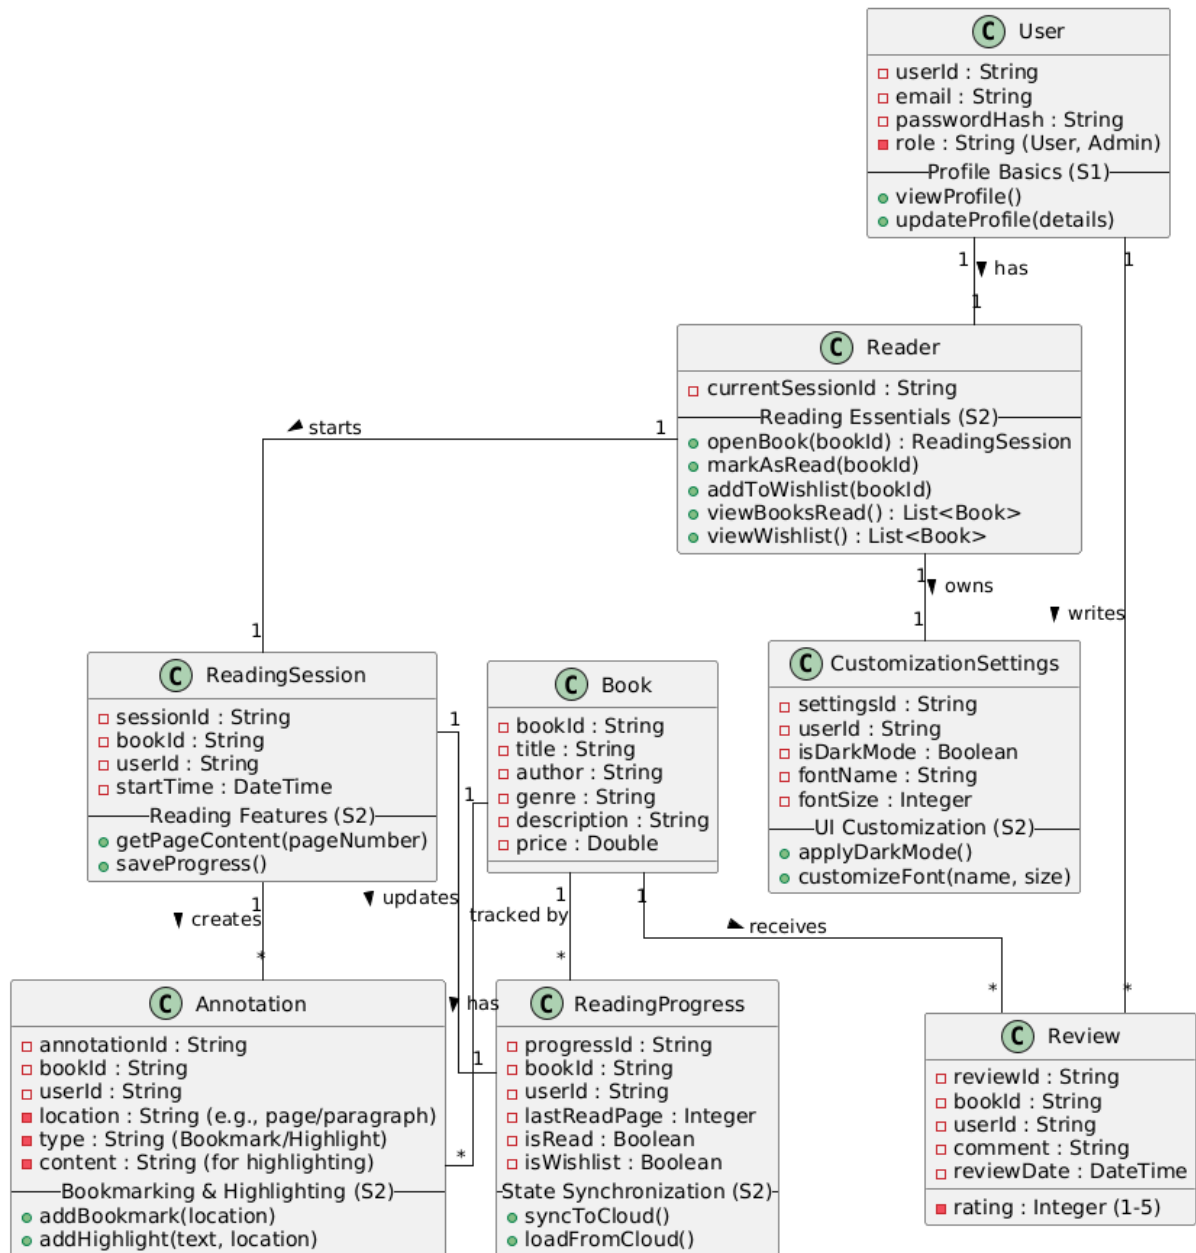 C User
userId : String
email : String
passwordHash : String
role : String (User, Admin)
Profile Basics (S1)
viewProfile()
updateProfile(details)
1
1
has
1
C Reader
currentSessionId : String
Reading Essentials (S2)
openBook(bookId) : ReadingSession
markAsRead(bookId)
addToWishlist(bookId)
viewBooksRead() : List<Book>
viewWishlist() : List<Book>
starts
1
1
1
owns
1
writes
C ReadingSession
sessionId : String
bookId : String
userId : String
startTime : DateTime
Reading Features (S2)
getPageContent(pageNumber)
saveProgress()
C Book
bookId : String
title : String
author : String
genre : String
description : String
price : Double
C CustomizationSettings
settingsId : String
userId : String
isDarkMode : Boolean
fontName : String
fontSize : Integer
UI Customization (S2)
applyDarkMode()
customizeFont(name, size)
1
1
1
creates
*
updates
1
tracked by
*
1
receives
*
*
has
1
*
C Annotation
annotationId : String
bookId : String
userId : String
location : String (e.g., page/paragraph)
type : String (Bookmark/Highlight)
content : String (for highlighting)
Bookmarking & Highlighting (S2)
addBookmark(location)
addHighlight(text, location)
C ReadingProgress
progressId : String
bookId : String
userId : String
lastReadPage : Integer
isRead : Boolean
isWishlist : Boolean
State Synchronization (S2)
syncToCloud()
loadFromCloud()
C Review
reviewId : String
bookId : String
userId : String
comment : String
reviewDate : DateTime
rating : Integer (1-5)